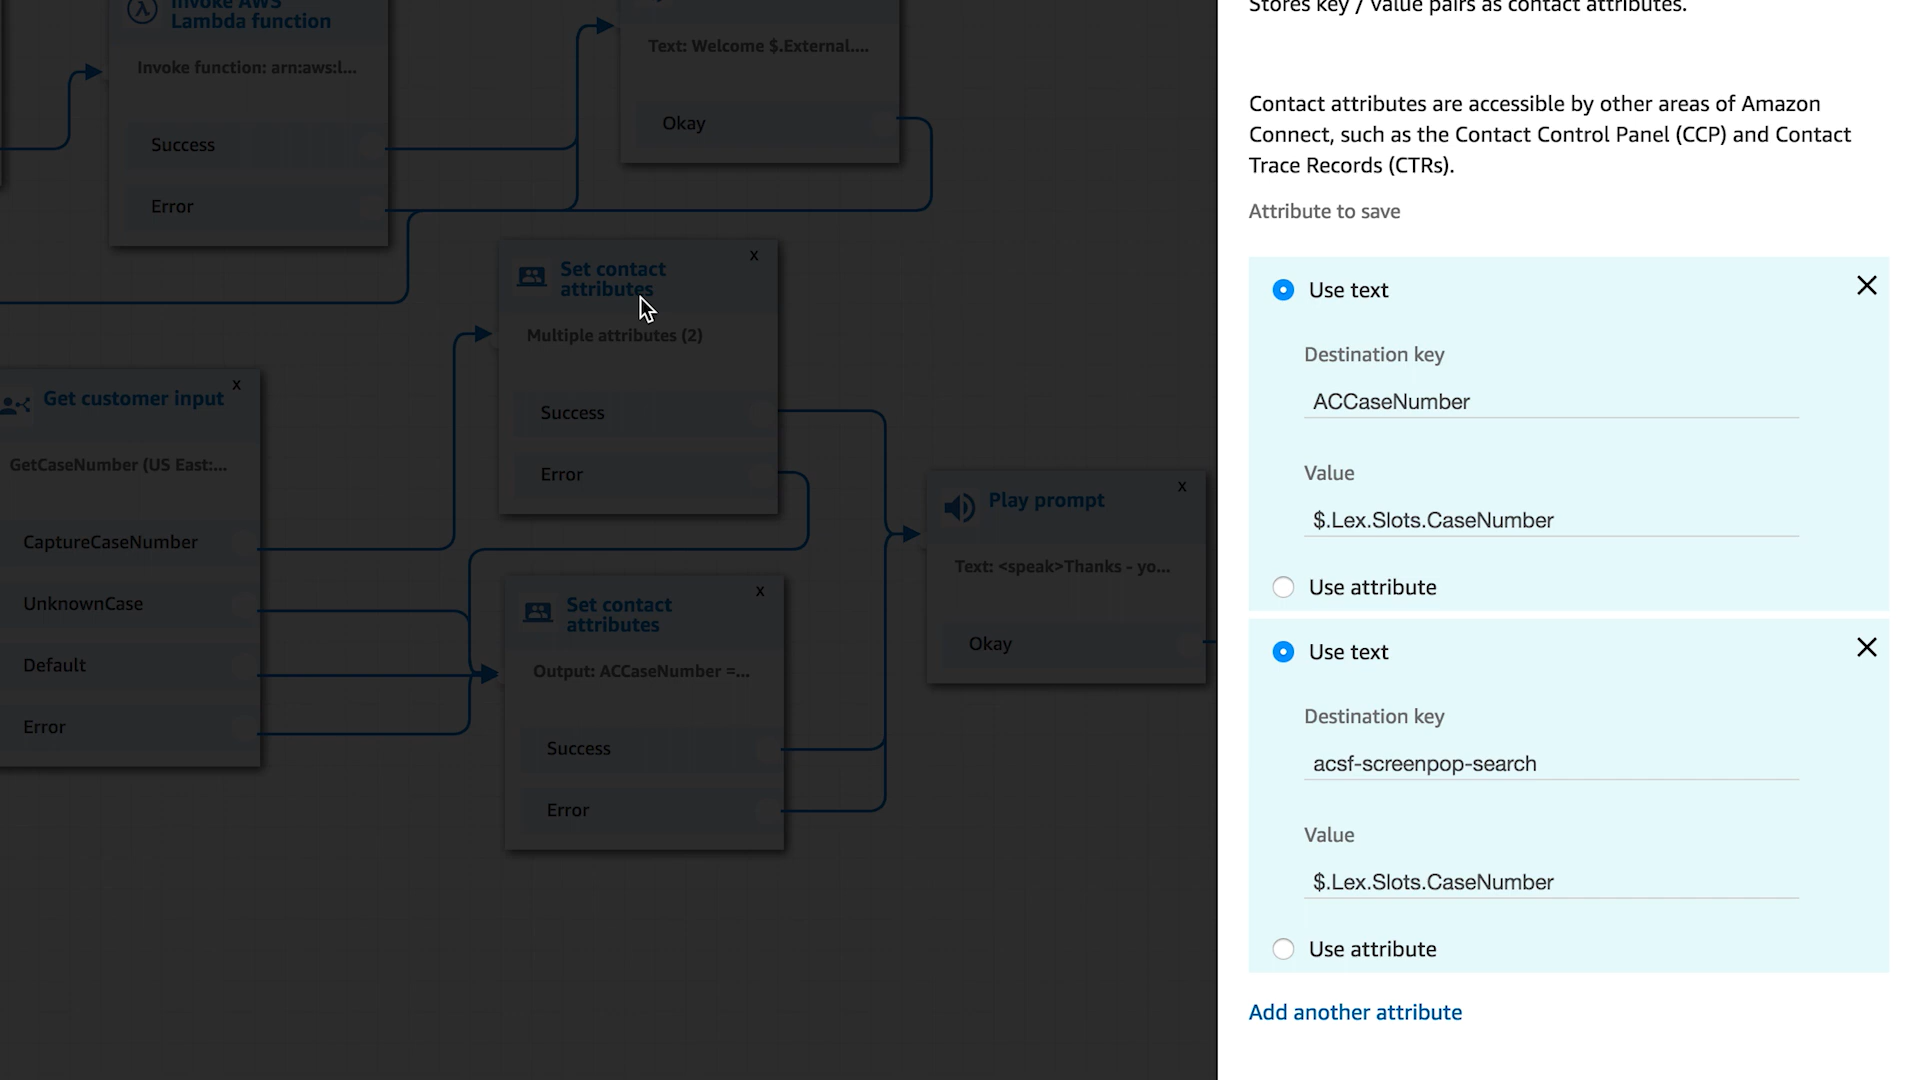 Invoke AWS
Lambda function
Invoke function: arn:aws:l...
Success
Error
Text: Welcome $.External....
Okay
Set contact
attributes
x
Multiple attributes (2)
Success
Error
Get customer input
x
GetCaseNumber (US East:...
CaptureCaseNumber
UnknownCase
Default
Error
Set contact
attributes
x
Output: ACCaseNumber =...
Success
Error
Play prompt
x
Text: <speak>Thanks - yo...
Okay
Stores key / value pairs as contact attributes.
Contact attributes are accessible by other areas of Amazon
Connect, such as the Contact Control Panel (CCP) and Contact
Trace Records (CTRs).
Attribute to save
Use text
Destination key
ACCaseNumber
Value
$.Lex.Slots.CaseNumber
Use attribute
Use text
Destination key
acsf-screenpop-search
Value
$.Lex.Slots.CaseNumber
Use attribute
Add another attribute